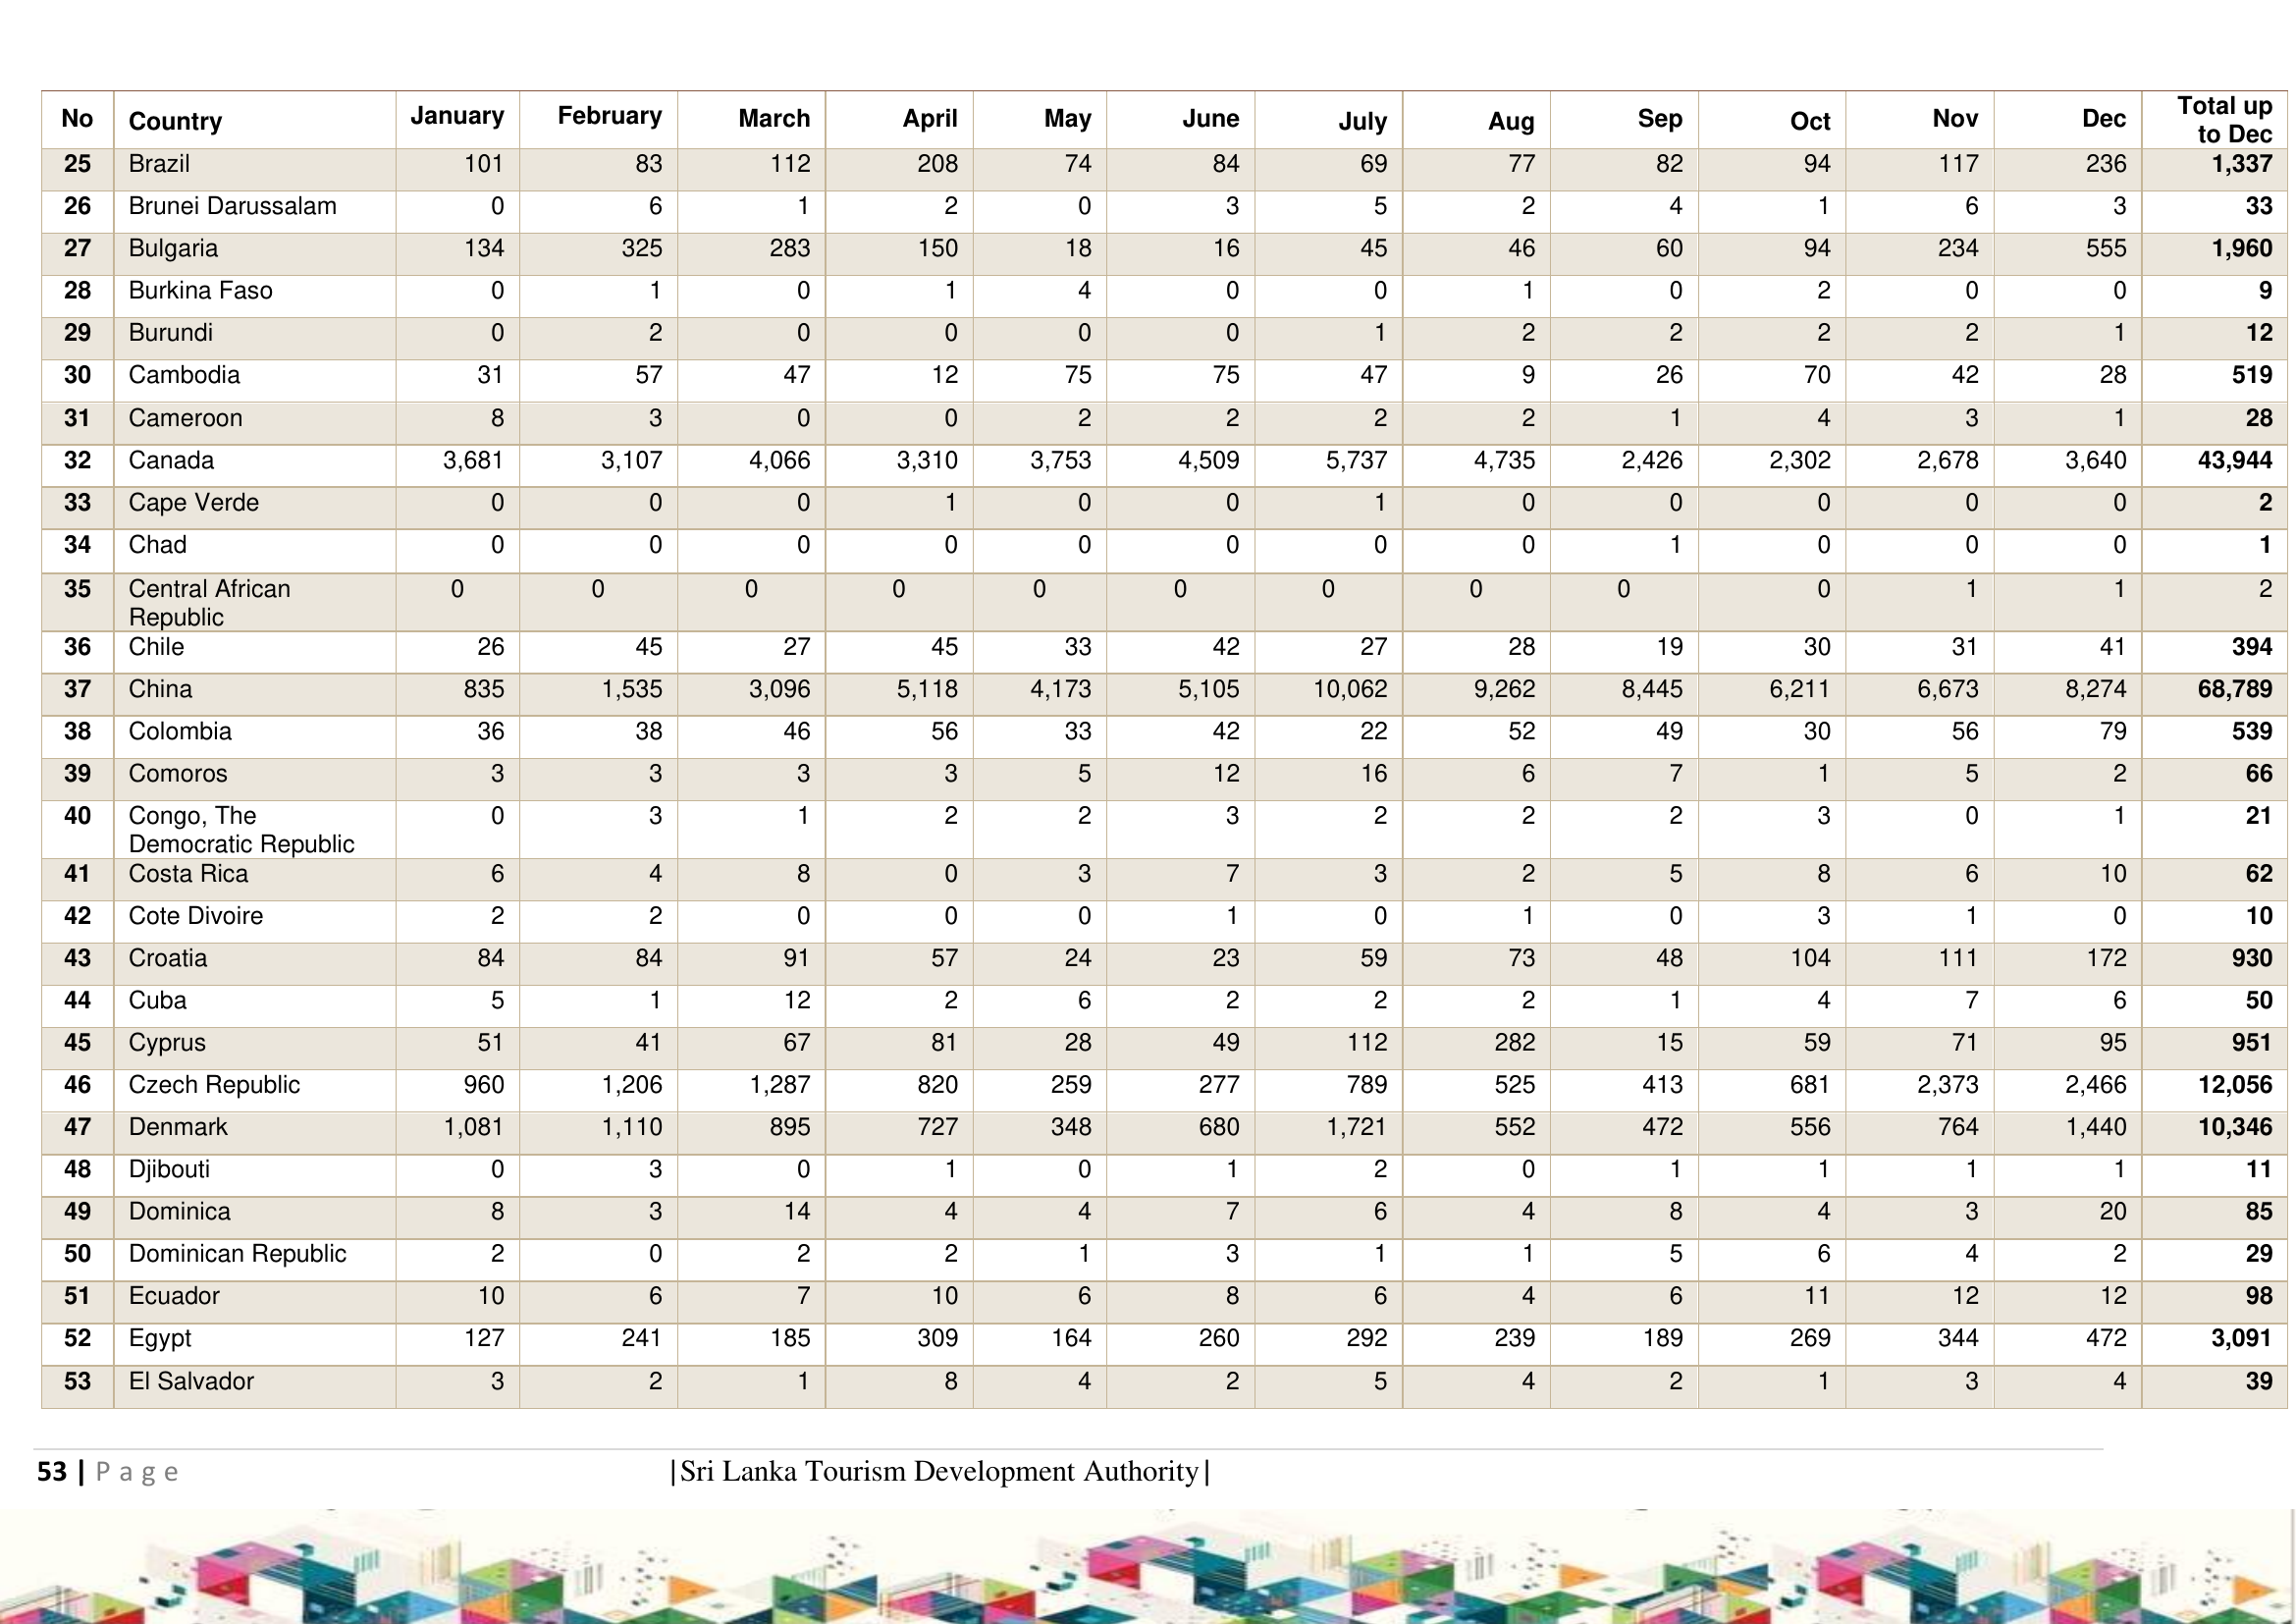 No Country January February March April May June July Aug Sep Oct Nov Dec Total up
to Dec
25 Brazil 101 83 112 208 74 84 69 77 82 94 117 236 1,337
26 Brunei Darussalam 0 6 1 2 0 3 5 2 4 1 6 3 33
27 Bulgaria 134 325 283 150 18 16 45 46 60 94 234 555 1,960
28 Burkina Faso 0 1 0 1 4 0 0 1 0 2 0 0 9
29 Burundi 0 2 0 0 0 0 1 2 2 2 2 1 12
30 Cambodia 31 57 47 12 75 75 47 9 26 70 42 28 519
31 Cameroon 8 3 0 0 2 2 2 2 1 4 3 1 28
32 Canada 3,681 3,107 4,066 3,310 3,753 4,509 5,737 4,735 2,426 2,302 2,678 3,640 43,944
33 Cape Verde 0 0 0 1 0 0 1 0 0 0 0 0 2
34 Chad 0 0 0 0 0 0 0 0 1 0 0 0 1
35 Central African 0 0 0 0 0 0 0 0 0 0 1 1 2
Republic
36 Chile 26 45 27 45 33 42 27 28 19 30 31 41 394
37 China 835 1,535 3,096 5,118 4,173 5,105 10,062 9,262 8,445 6,211 6,673 8,274 68,789
38 Colombia 36 38 46 56 33 42 22 52 49 30 56 79 539
39 Comoros 3 3 3 3 5 12 16 6 7 1 5 2 66
40 Congo, The 0 3 1 2 2 3 2 2 2 3 0 1 21
Democratic Republic
41 Costa Rica 6 4 8 0 3 7 3 2 5 8 6 10 62
42 Cote Divoire 2 2 0 0 0 1 0 1 0 3 1 0 10
43 Croatia 84 84 91 57 24 23 59 73 48 104 111 172 930
44 Cuba 5 1 12 2 6 2 2 2 1 4 7 6 50
45 Cyprus 51 41 67 81 28 49 112 282 15 59 71 95 951
46 Czech Republic 960 1,206 1,287 820 259 277 789 525 413 681 2,373 2,466 12,056
47 Denmark 1,081 1,110 895 727 348 680 1,721 552 472 556 764 1,440 10,346
48 Djibouti 0 3 0 1 0 1 2 0 1 1 1 1 11
49 Dominica 8 3 14 4 4 7 6 4 8 4 3 20 85
50 Dominican Republic 2 0 2 2 1 3 1 1 5 6 4 2 29
51 Ecuador 10 6 7 10 6 8 6 4 6 11 12 12 98
52 Egypt 127 241 185 309 164 260 292 239 189 269 344 472 3,091
53 El Salvador 3 2 1 8 4 2 5 4 2 1 3 4 39
53 | Page |Sri Lanka Tourism Development Authority|